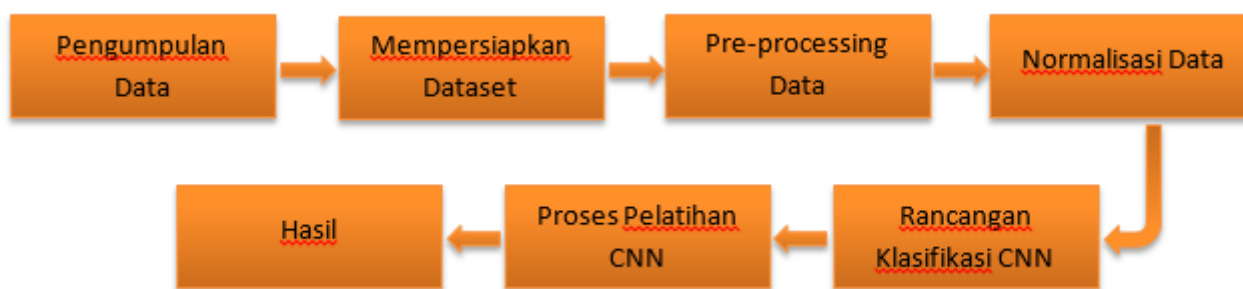 Pengumpulan
Data
Mempersiapkan
Dataset
Pre-processing
Data
Normalisasi Data
Rancangan
Klasifikasi CNN
Proses Pelatihan
CNN
Hasil